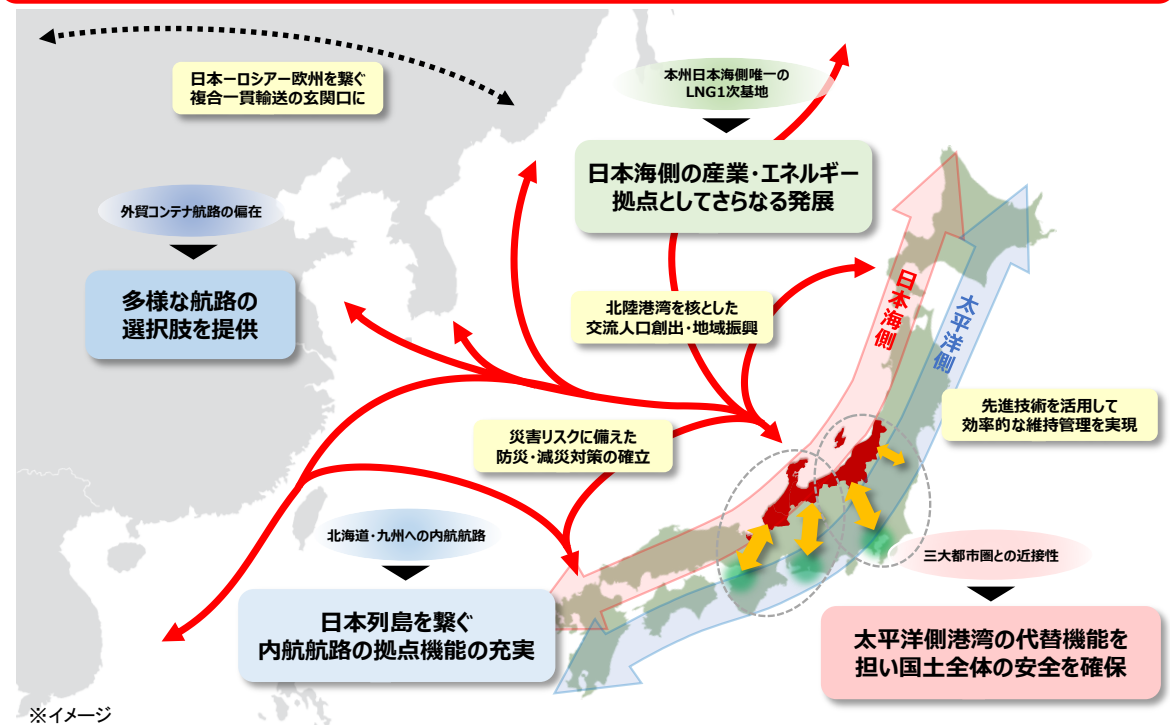 日本ーロシアー欧州を繋ぐ
複合一貫輸送の玄関口に
本州日本海側唯一の
LNG1次基地
日本海側の産業・エネルギー
拠点としてさらなる発展
外貿コンテナ航路の偏在
多様な航路の
選択肢を提供
北陸港湾を核とした
交流人口創出・地域振興
日本海側
太平洋側
先進技術を活用して
効率的な維持管理を実現
災害リスクに備えた
防災・減災対策の確立
北海道・九州への内航航路
日本列島を繋ぐ
内航航路の拠点機能の充実
三大都市圏との近接性
太平洋側港湾の代替機能を
担い国土全体の安全を確保
※イメージ